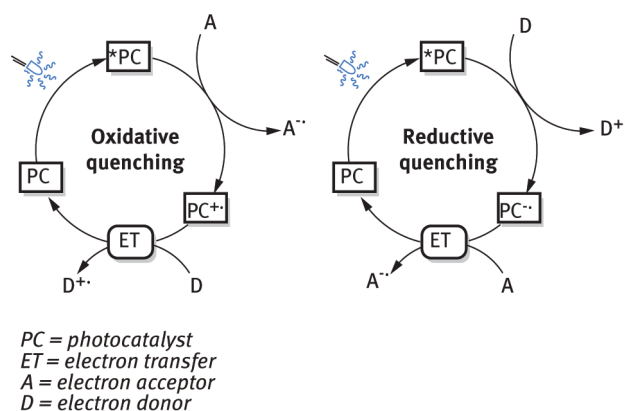 A
*PC
Oxidative
quenching
A⁻·
PC
PC⁺·
ET
D⁺·
D
D
*PC
Reductive
quenching
D+
PC
PC⁻·
ET
A⁻·
A
PC = photocatalyst
ET = electron transfer
A = electron acceptor
D = electron donor